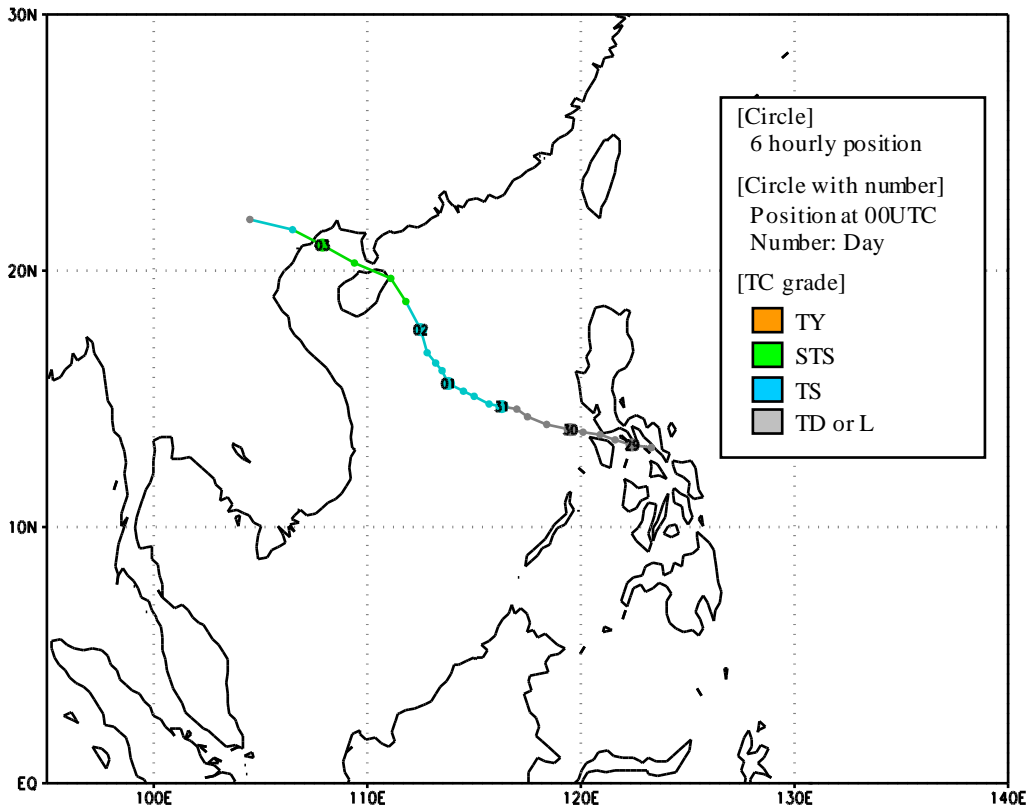 30N
20N
10N
EQ
100E
110E
120E
130E
140E
[Circle]
6 hourly position
[Circle with number]
Position at 00UTC
Number: Day
[TC grade]
TY
STS
TS
TD or L
03
02
01
31
30
29